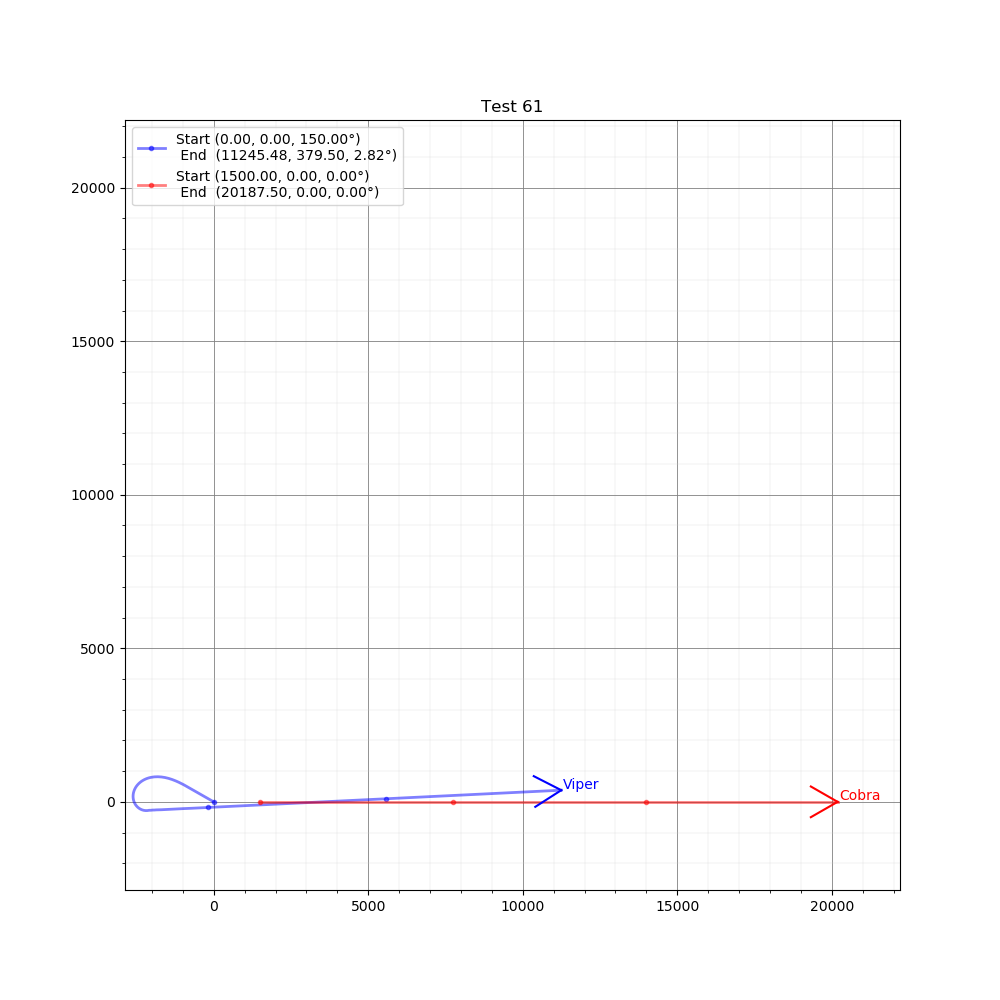 Test 61
Start (0.00, 0.00, 150.00°)
End (11245.48, 379.50, 2.82°)
Start (1500.00, 0.00, 0.00°)
End (20187.50, 0.00, 0.00°)
20000
15000
10000
5000
0
Viper
Cobra
0
5000
10000
15000
20000